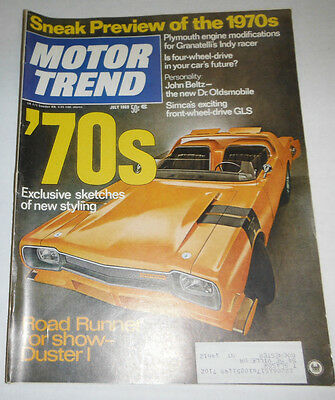 Sneak Preview of the 1970s
MOTOR
TREND
JULY 1969 50¢
Plymouth engine modifications
for Granatelli's Indy racer
Is four-wheel-drive
in your car's future?
Personality:
John Beltz—
the new Dr. Oldsmobile
Simca's exciting
front-wheel-drive GLS
'70s
Exclusive sketches
of new styling
Road Runner
for show—
Duster I